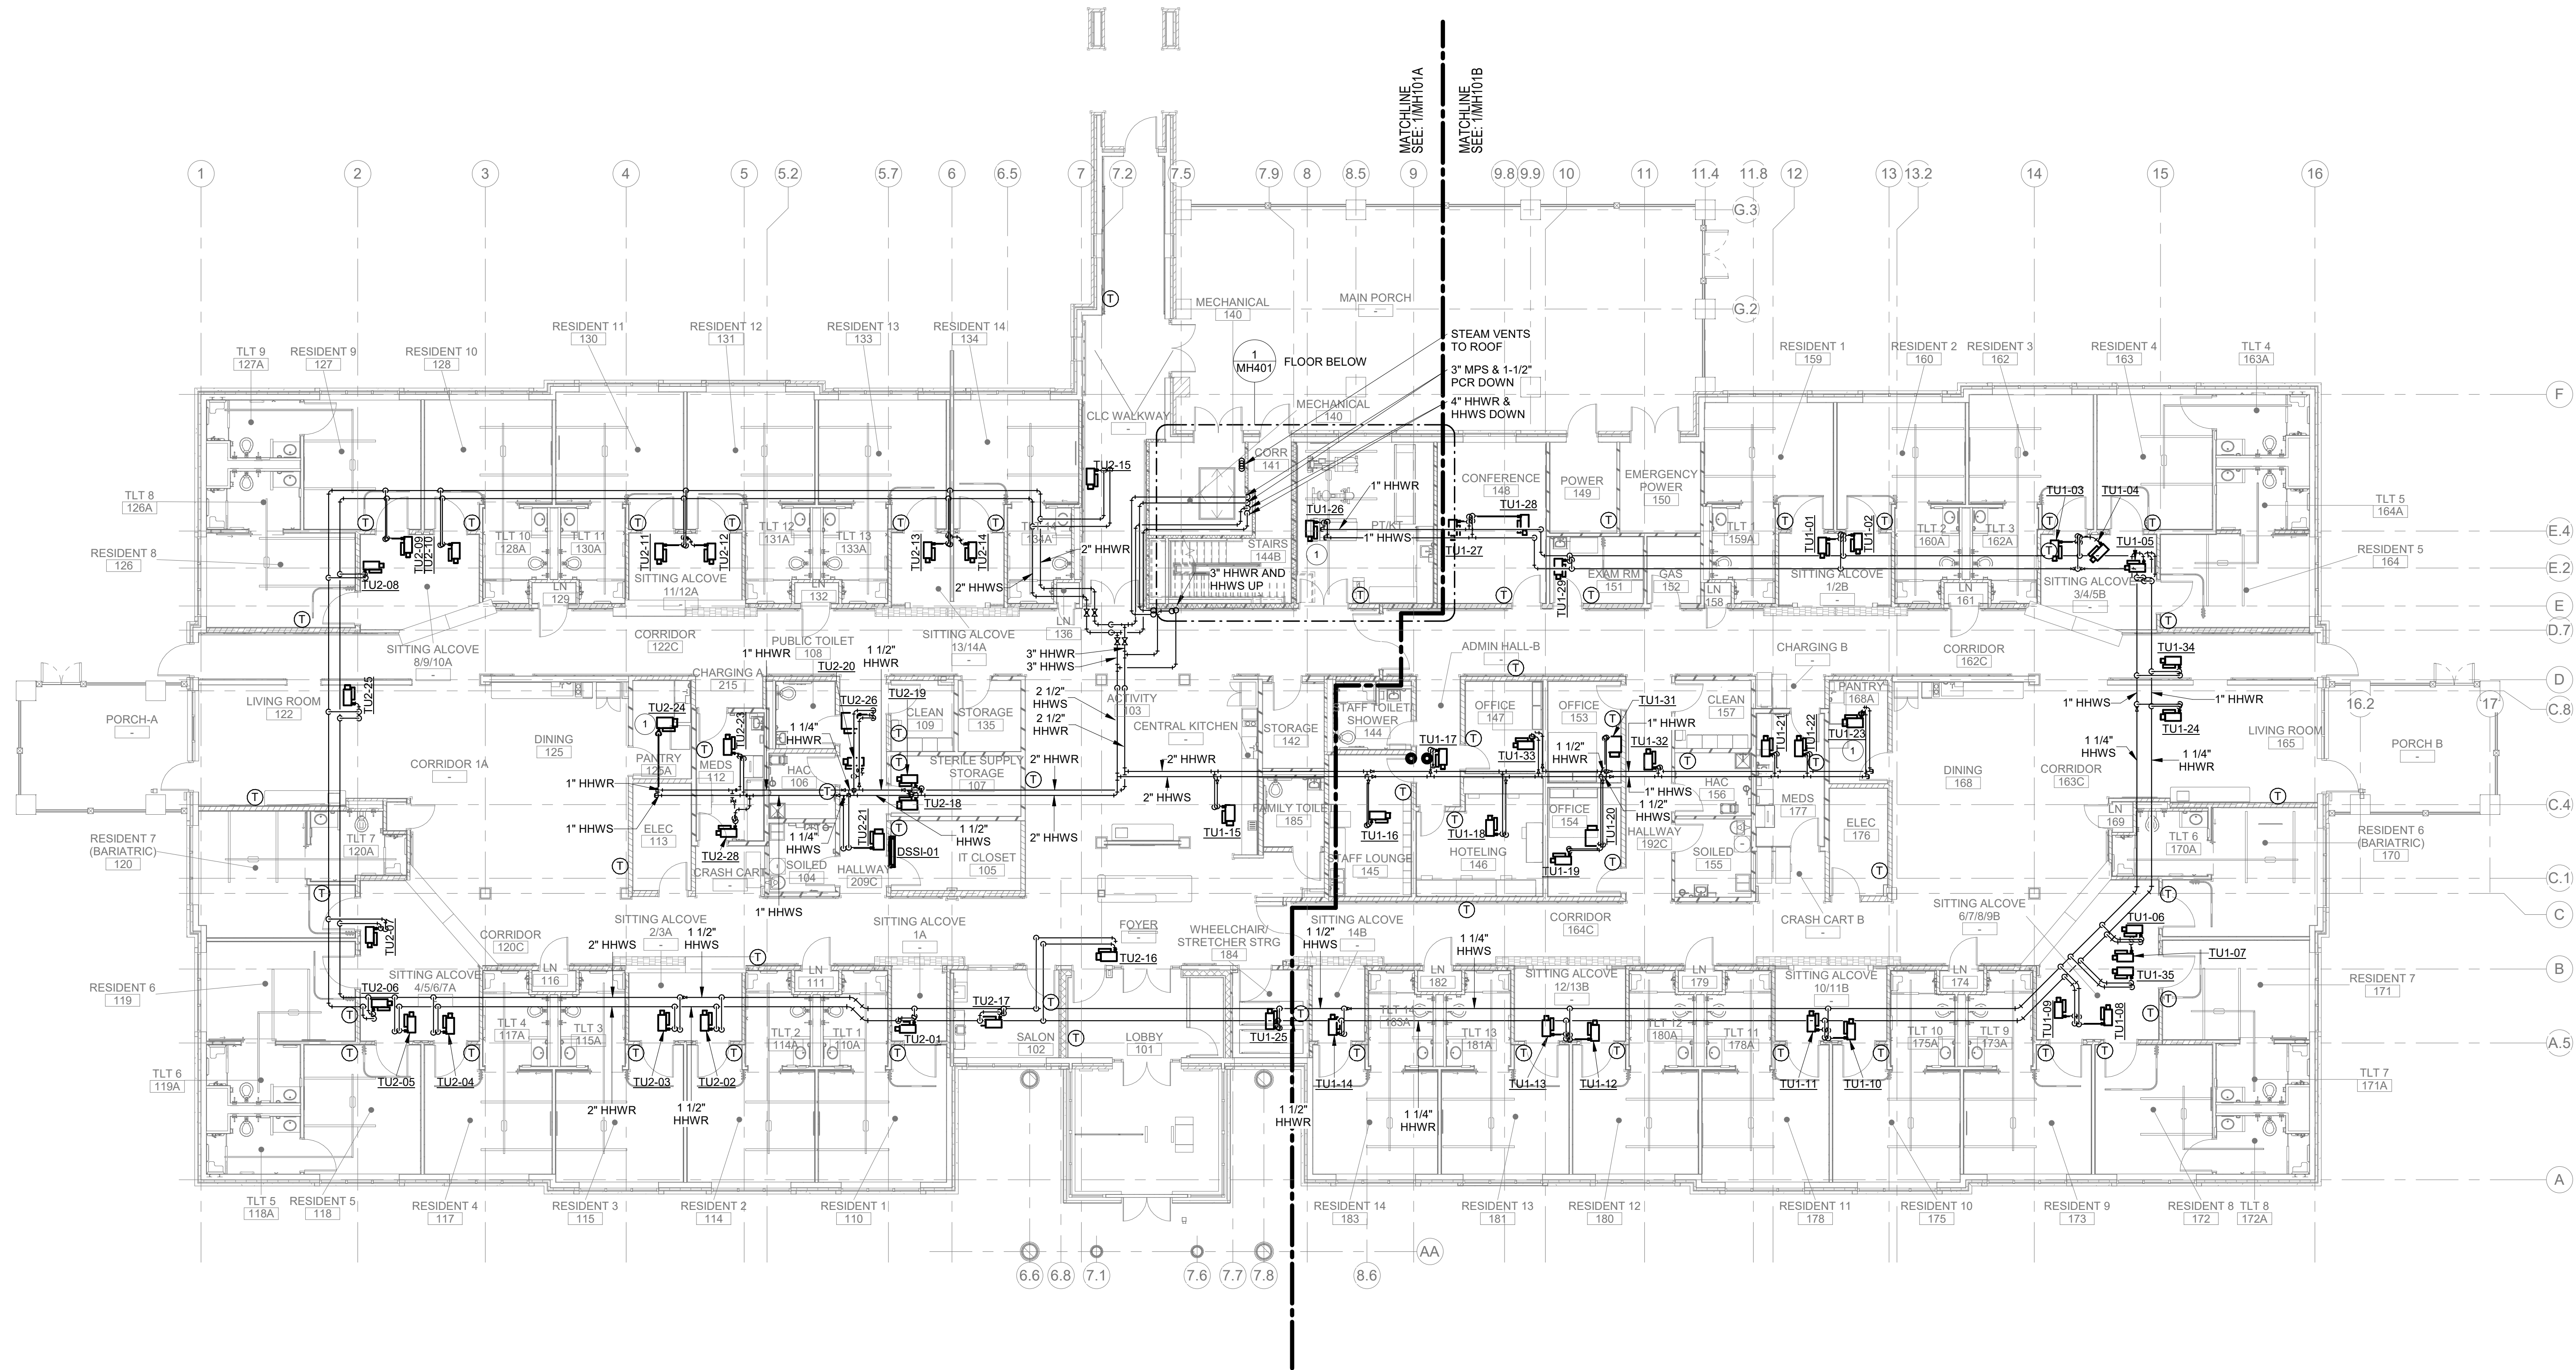 MATCHLINE
SEE: 1/MH101A
MATCHLINE
SEE: 1/MH101B
1
2
3
4
5
5.2
5.7
6
6.5
7
7.2
7.5
7.9
8
8.5
9
9.8
9.9
10
11
11.4
11.8
12
13
13.2
14
15
16
G.3
G.2
F
E.4
E.2
E
D.7
D
C.8
C.4
C.1
C
B
A.5
A
16.2
17
MECHANICAL
140
MAIN PORCH
-
STEAM VENTS
TO ROOF
1
MH401
FLOOR BELOW
3" MPS & 1-1/2"
PCR DOWN
4" HHWR &
HHWS DOWN
MECHANICAL
140
CLC WALKWAY
-
TLT 9
127A
RESIDENT 9
127
RESIDENT 10
128
RESIDENT 11
130
RESIDENT 12
131
RESIDENT 13
133
RESIDENT 14
134
RESIDENT 1
159
RESIDENT 2
160
RESIDENT 3
162
RESIDENT 4
163
TLT 4
163A
TU2-15
CORR
141
CONFERENCE
148
POWER
149
EMERGENCY
POWER
150
1" HHWR
1" HHWS
TU1-26
TU1-28
TU1-27
TU1-29
PT/KT
TLT 8
126A
RESIDENT 8
126
TU2-08
TU2-09
TU2-10
TLT 10
128A
TLT 11
130A
TU2-11
TU2-12
TLT 12
131A
TLT 13
133A
TU2-13
TU2-14
134A
2" HHWR
2" HHWS
STAIRS
144B
3" HHWR AND
HHWS UP
EXAM RM
151
GAS
152
LN
158
TLT 1
159A
TU1-01
TU1-02
TLT 2
160A
TLT 3
162A
TU1-03
TU1-04
TU1-05
TLT 5
164A
RESIDENT 5
164
SITTING ALCOVE
11/12A
-
LN
129
LN
132
LN
136
SITTING ALCOVE
1/2B
-
LN
161
SITTING ALCOVE
3/4/5B
-
SITTING ALCOVE
8/9/10A
-
CORRIDOR
122C
PUBLIC TOILET
108
SITTING ALCOVE
13/14A
-
1" HHWR
TU2-20
1 1/2"
HHWR
3" HHWR
3" HHWS
ADMIN HALL-B
-
CHARGING B
-
CORRIDOR
162C
TU1-34
1" HHWS
1" HHWR
TU1-24
LIVING ROOM
122
PORCH-A
-
TU2-25
DINING
125
CORRIDOR 1A
-
CHARGING A
215
TU2-24
TU2-23
PANTRY
125A
MEDS
112
1 1/4"
HHWR
TU2-26
TU2-19
CLEAN
109
STORAGE
135
HAC
106
STERILE SUPPLY
STORAGE
107
TU2-18
2 1/2"
HHWS
2 1/2"
HHWR
ACTIVITY
103
CENTRAL KITCHEN
-
2" HHWR
2" HHWS
2" HHWR
2" HHWS
STORAGE
142
STAFF TOILET/
SHOWER
144
TU1-17
OFFICE
147
OFFICE
153
TU1-33
1 1/2"
HHWR
TU1-31
1" HHWR
TU1-32
CLEAN
157
TU1-21
TU1-22
PANTRY
168A
TU1-23
LIVING ROOM
165
PORCH B
-
1 1/4"
HHWS
1 1/4"
HHWR
DINING
168
CORRIDOR
163C
1" HHWR
1" HHWS
ELEC
113
TU2-28
CRASH CART
-
1 1/4"
HHWS
SOILED
104
TU2-21
1 1/2"
HHWS
DSSI-01
HALLWAY
209C
IT CLOSET
105
1" HHWS
TU1-15
FAMILY TOILET
185
TU1-16
STAFF LOUNGE
145
TU1-18
HOTELING
146
OFFICE
154
TU1-19
TU1-20
1 1/2"
HHWS
1" HHWS
HALLWAY
192C
HAC
156
SOILED
155
MEDS
177
ELEC
176
LN
169
TLT 6
170A
RESIDENT 6
(BARIATRIC)
170
RESIDENT 7
(BARIATRIC)
120
TLT 7
120A
TU2-07
CORRIDOR
120C
SITTING ALCOVE
2/3A
-
2" HHWS
1 1/2"
HHWS
SITTING ALCOVE
1A
-
FOYER
-
TU2-16
WHEELCHAIR/
STRETCHER STRG
184
SITTING ALCOVE
14B
-
1 1/2"
HHWS
CORRIDOR
164C
1 1/4"
HHWS
CRASH CART B
-
SITTING ALCOVE
6/7/8/9B
-
TU1-06
TU1-07
TU1-35
RESIDENT 7
171
RESIDENT 6
119
TU2-06
SITTING ALCOVE
4/5/6/7A
-
LN
116
LN
111
TU2-17
LN
182
SITTING ALCOVE
12/13B
-
LN
179
SITTING ALCOVE
10/11B
-
LN
174
TLT 4
117A
TLT 3
115A
TLT 2
114A
TLT 1
110A
TU2-01
SALON
102
LOBBY
101
TU1-25
TLT 14
183A
TLT 13
181A
TLT 12
180A
TLT 11
178A
TLT 10
175A
TLT 9
173A
TU1-09
TU1-08
TLT 6
119A
TU2-05
TU2-04
TU2-03
TU2-02
TU1-14
TU1-13
TU1-12
TU1-11
TU1-10
TLT 7
171A
2" HHWR
1 1/2"
HHWR
1 1/2"
HHWR
1 1/4"
HHWR
TLT 5
118A
RESIDENT 5
118
RESIDENT 4
117
RESIDENT 3
115
RESIDENT 2
114
RESIDENT 1
110
RESIDENT 14
183
RESIDENT 13
181
RESIDENT 12
180
RESIDENT 11
178
RESIDENT 10
175
RESIDENT 9
173
RESIDENT 8
172
TLT 8
172A
AA
6.6
6.8
7.1
7.6
7.7
7.8
8.6